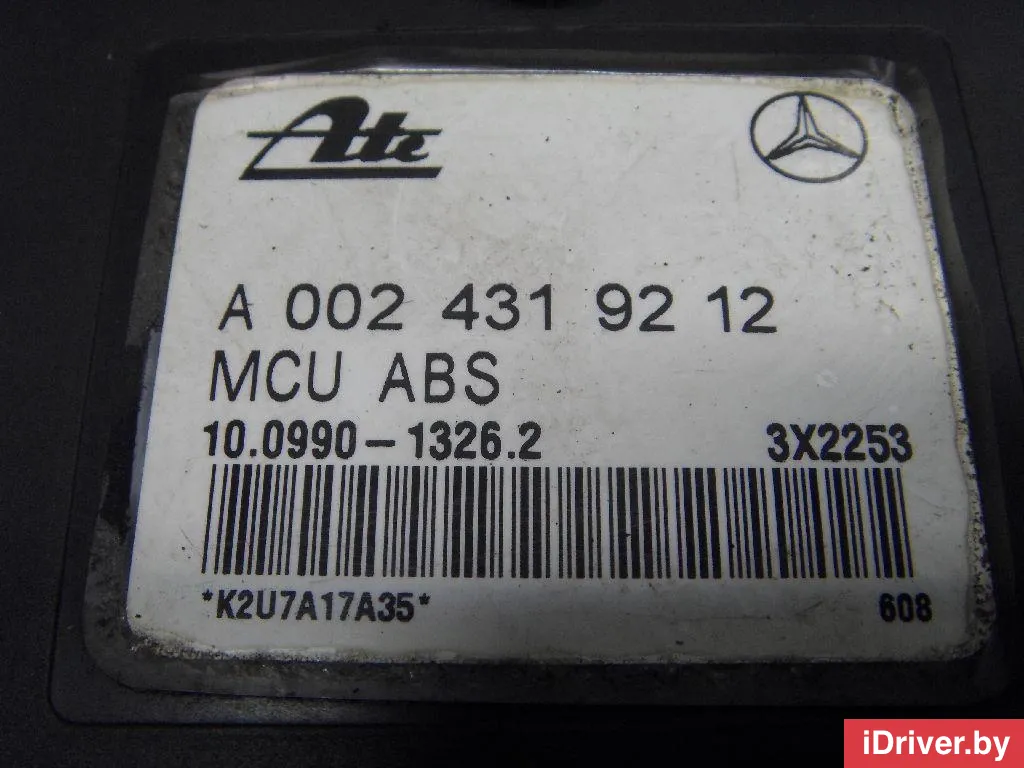 Ate
A 002 431 92 12
MCU ABS
10.0990-1326.2 3X2253
*K2U7A17A35* 608
iDriver.by